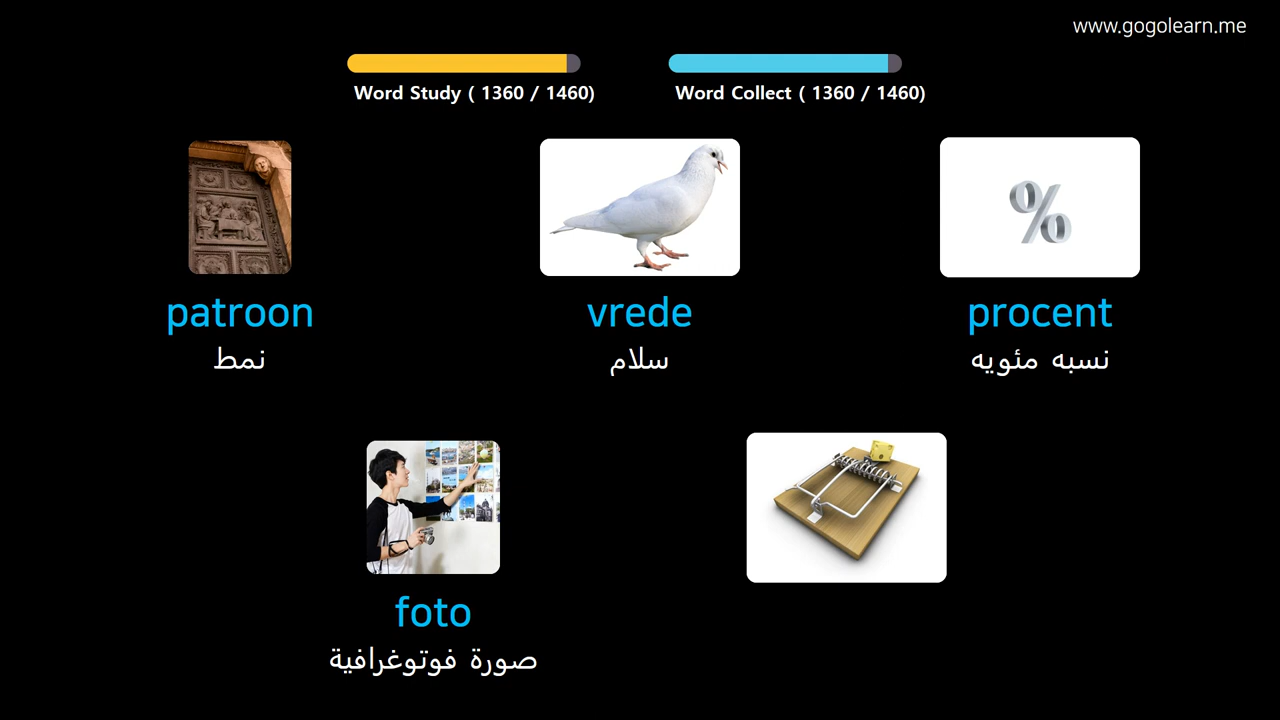 www.gogolearn.me
Word Study ( 1360 / 1460)
Word Collect ( 1360 / 1460)
patroon
نمط
vrede
سلام
procent
نسبه مئويه
foto
صورة فوتوغرافية